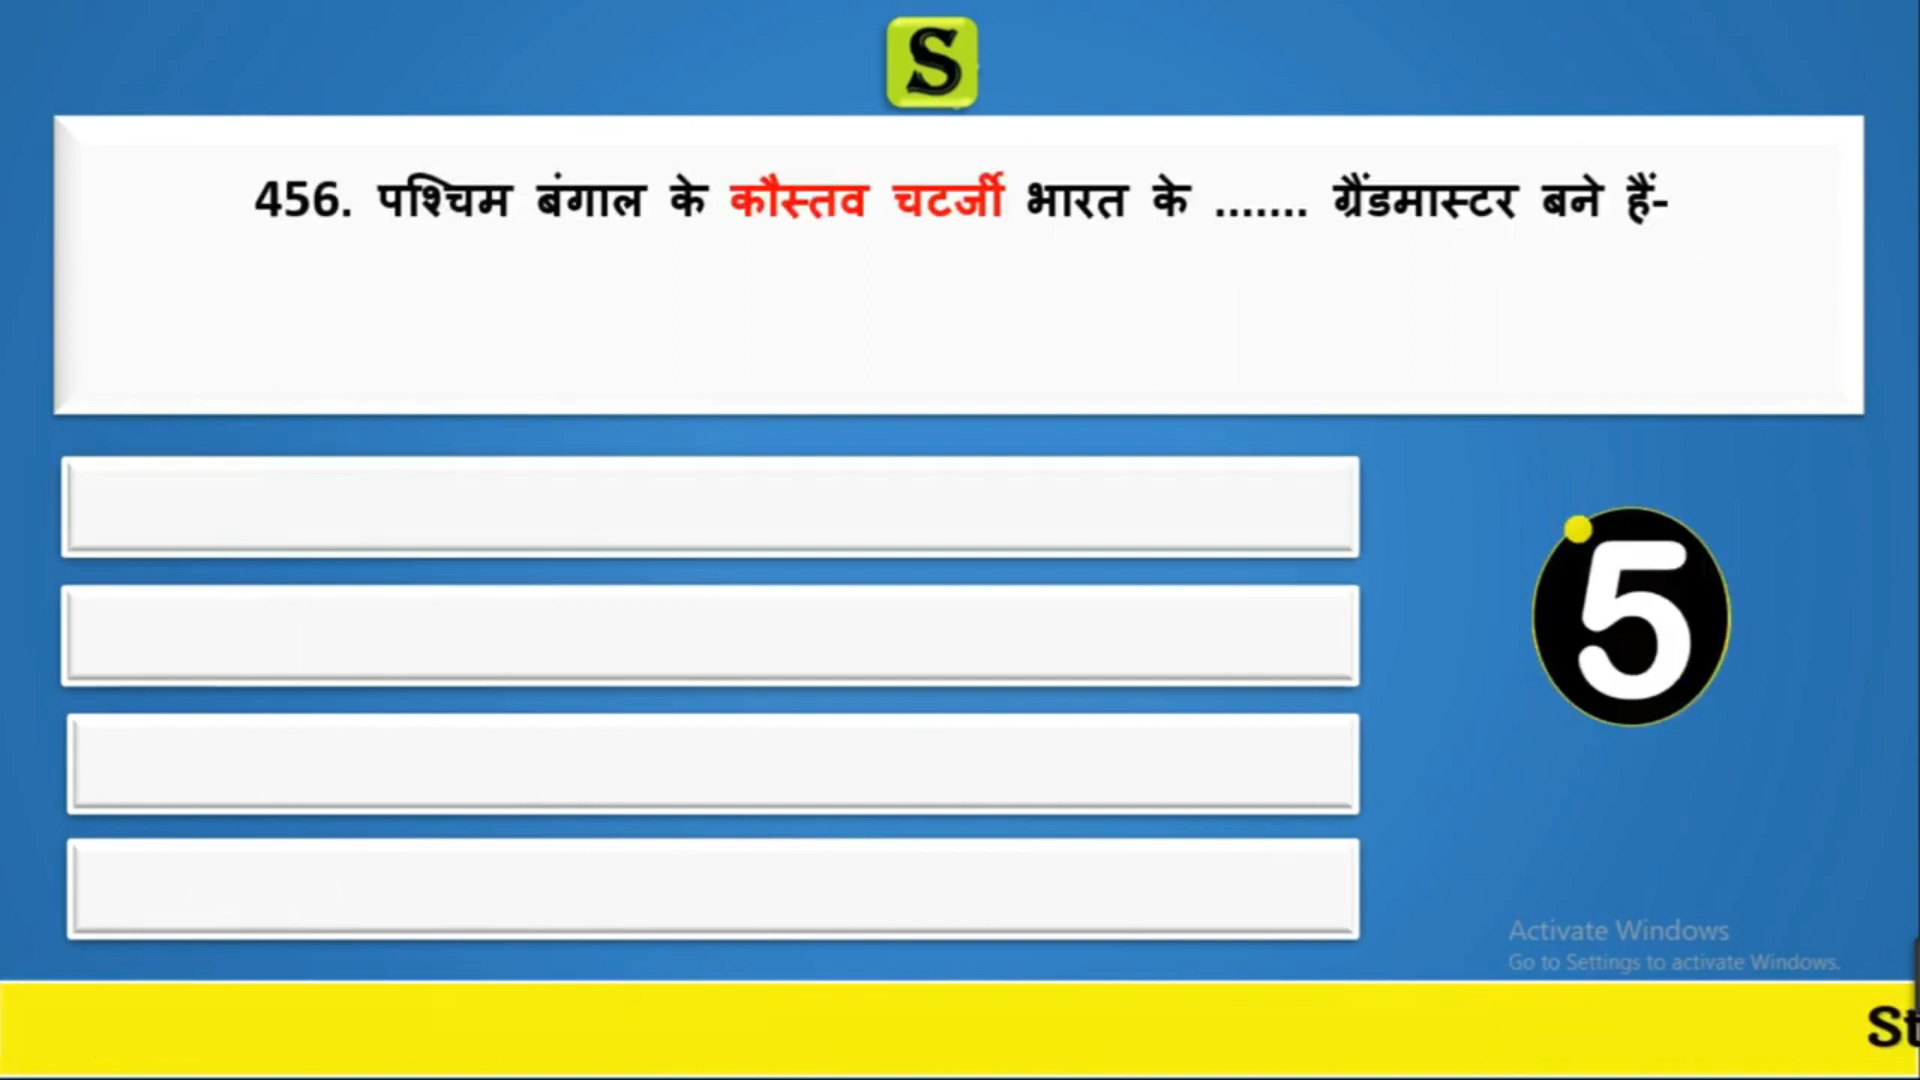 S
456. पश्चिम बंगाल के कौस्तव चटर्जी भारत के ....... ग्रैंडमास्टर बने हैं-
5
Activate Windows
Go to Settings to activate Windows.
St